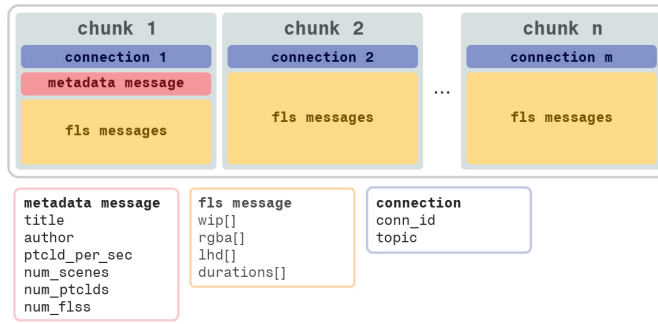 chunk 1
connection 1
metadata message
fls messages
chunk 2
connection 2
fls messages
...
chunk n
connection m
fls messages
metadata message
title
author
ptcld_per_sec
num_scenes
num_ptclds
num_flss
fls message
wip[]
rgba[]
lhd[]
durations[]
connection
conn_id
topic